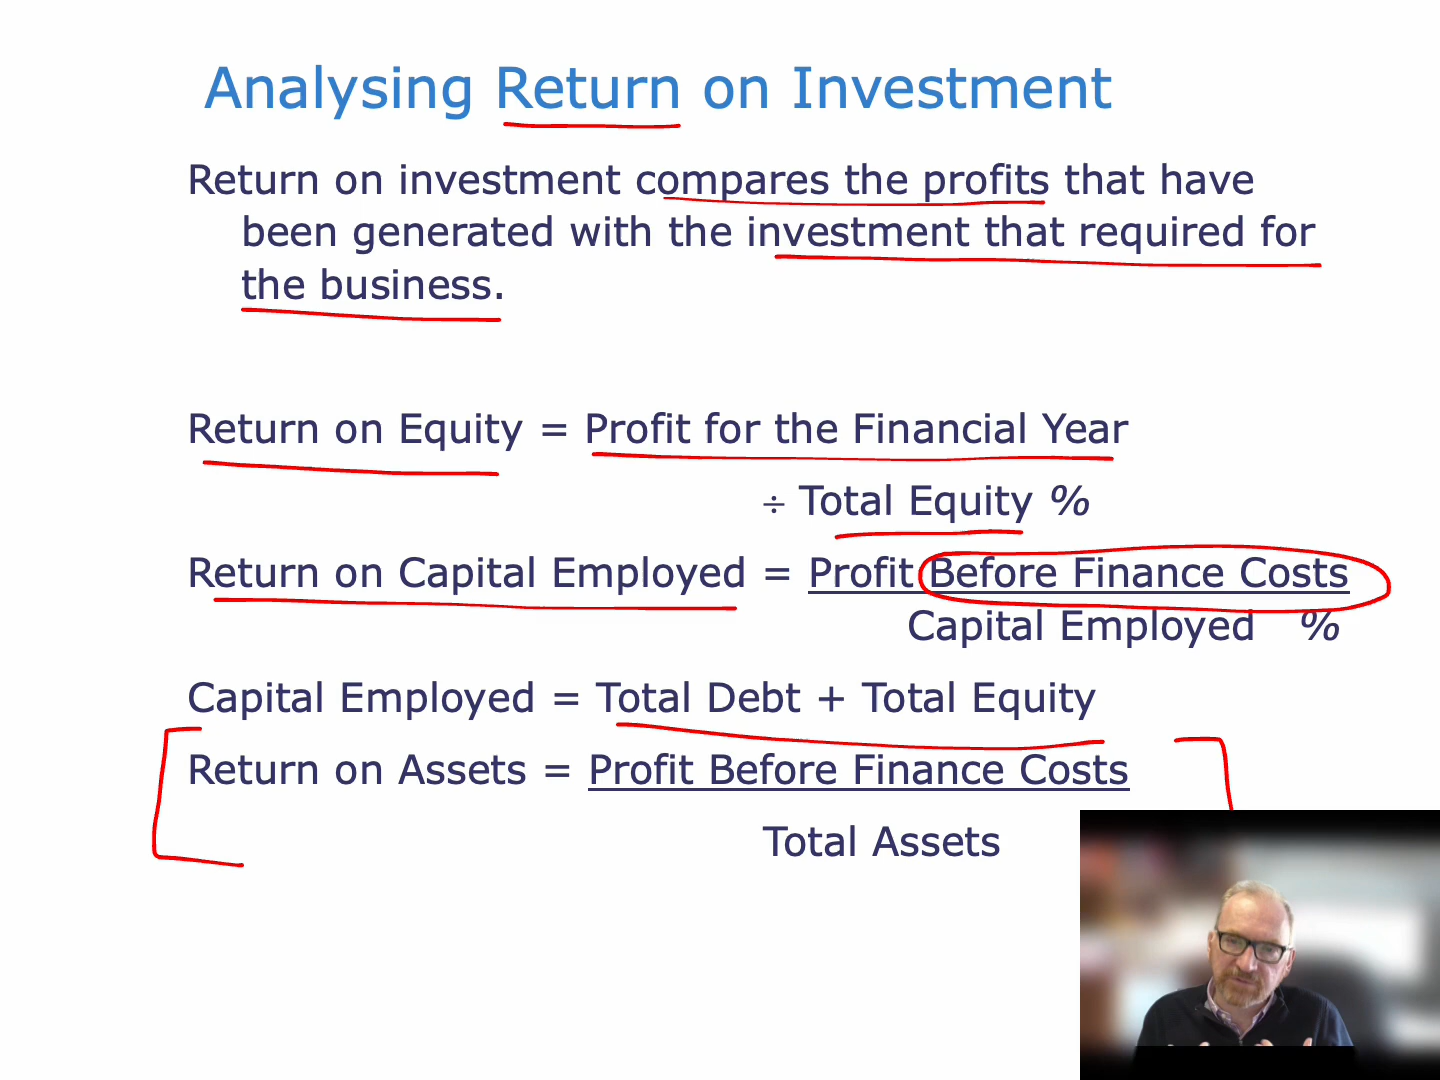 Analysing Return on Investment
Return on investment compares the profits that have
been generated with the investment that required for
the business.
Return on Equity = Profit for the Financial Year
÷ Total Equity %
Return on Capital Employed = Profit Before Finance Costs
Capital Employed %
Capital Employed = Total Debt + Total Equity
Return on Assets = Profit Before Finance Costs
Total Assets